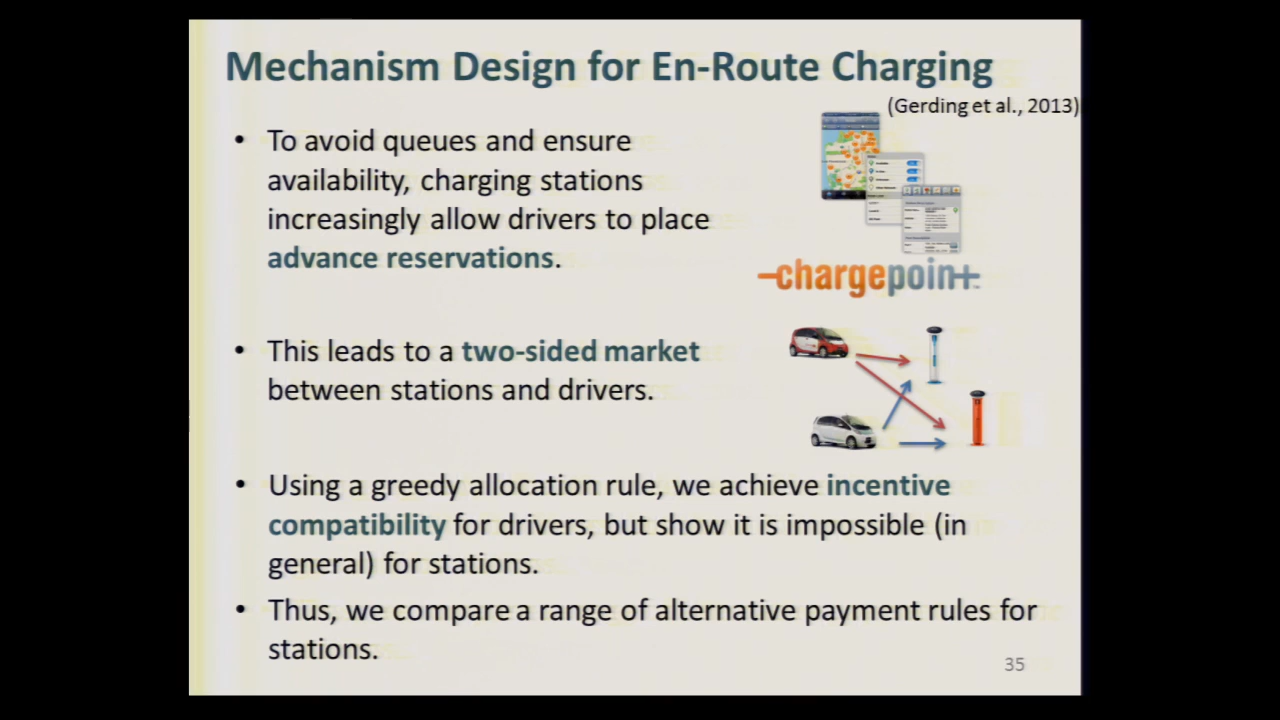 Mechanism Design for En-Route Charging
(Gerding et al., 2013)
• To avoid queues and ensure
availability, charging stations
increasingly allow drivers to place
advance reservations.
chargepoin+
• This leads to a two-sided market
between stations and drivers.
• Using a greedy allocation rule, we achieve incentive
compatibility for drivers, but show it is impossible (in
general) for stations.
• Thus, we compare a range of alternative payment rules for
stations.
35